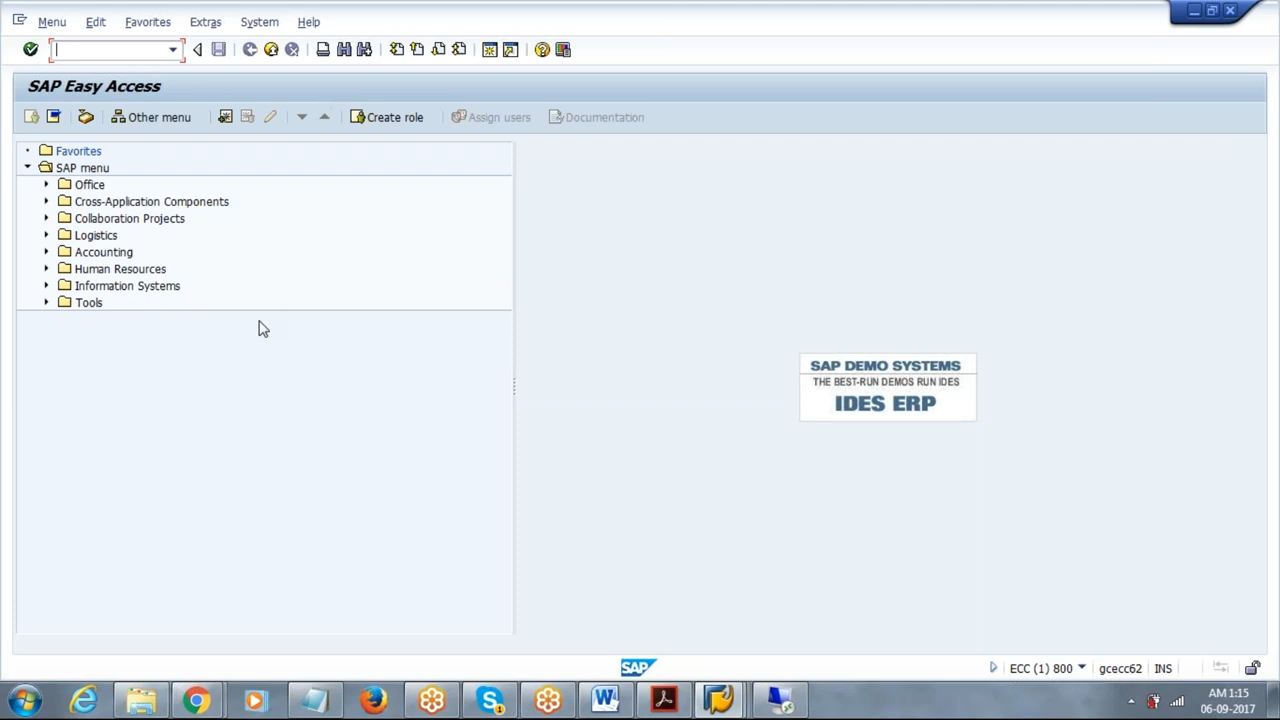 Menu Edit Favorites Extras System Help
SAP Easy Access
Other menu Create role Assign users Documentation
Favorites
SAP menu
Office
Cross-Application Components
Collaboration Projects
Logistics
Accounting
Human Resources
Information Systems
Tools
SAP DEMO SYSTEMS
THE BEST-RUN DEMOS RUN IDES
IDES ERP
SAP ECC (1) 800 gcecc62 INS
AM 1:15
06-09-2017